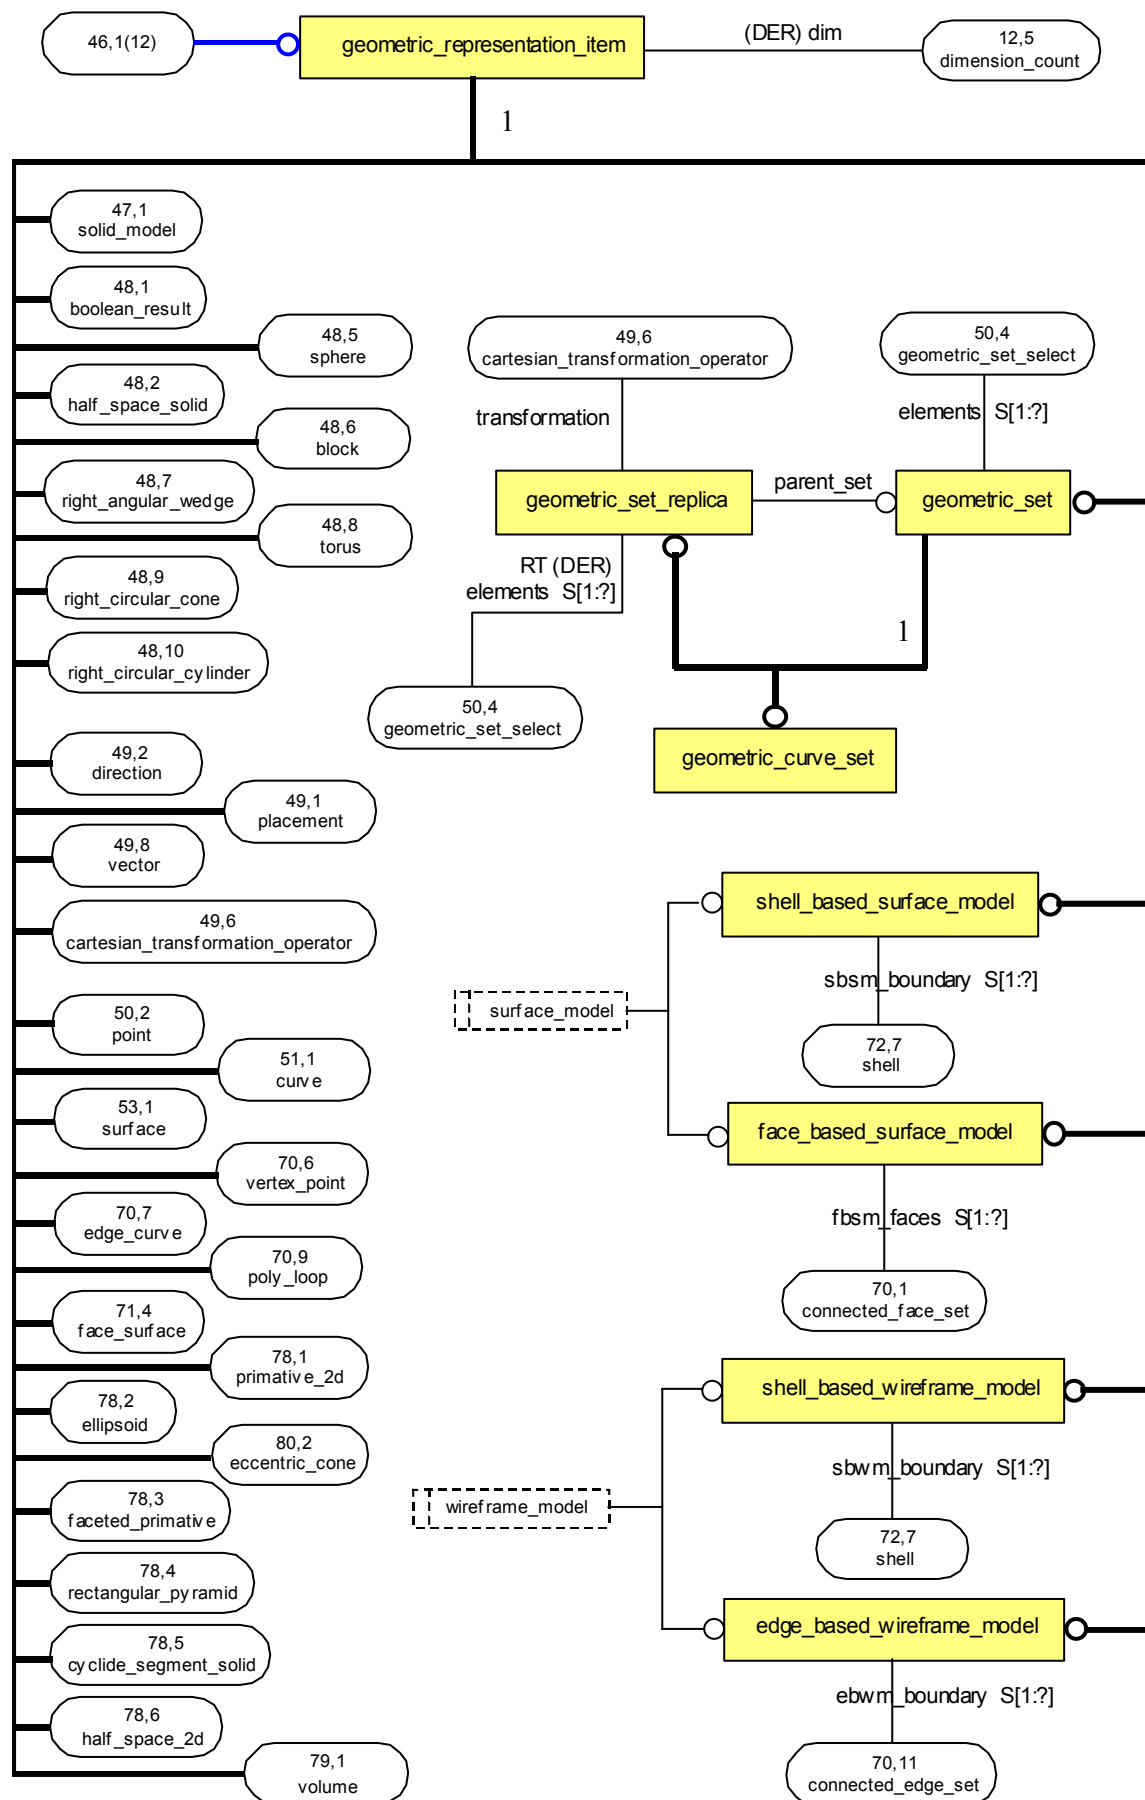 46,1(12)
geometric_representation_item
(DER) dim
12,5
dimension_count
1
47,1
solid_model
48,1
boolean_result
48,5
sphere
48,2
half_space_solid
48,6
block
48,7
right_angular_wedge
48,8
torus
48,9
right_circular_cone
48,10
right_circular_cylinder
49,2
direction
49,1
placement
49,8
vector
49,6
cartesian_transformation_operator
50,2
point
51,1
curve
53,1
surface
70,6
vertex_point
70,7
edge_curve
70,9
poly_loop
71,4
face_surface
78,1
primative_2d
78,2
ellipsoid
80,2
eccentric_cone
78,3
faceted_primative
78,4
rectangular_pyramid
78,5
cyclide_segment_solid
78,6
half_space_2d
79,1
volume
49,6
cartesian_transformation_operator
50,4
geometric_set_select
transformation
elements S[1:?]
geometric_set_replica
parent_set
geometric_set
RT (DER)
elements S[1:?]
1
50,4
geometric_set_select
geometric_curve_set
shell_based_surface_model
sbsm_boundary S[1:?]
surface_model
72,7
shell
face_based_surface_model
fbsm_faces S[1:?]
70,1
connected_face_set
shell_based_wireframe_model
sbwm_boundary S[1:?]
wireframe_model
72,7
shell
edge_based_wireframe_model
ebwm_boundary S[1:?]
70,11
connected_edge_set